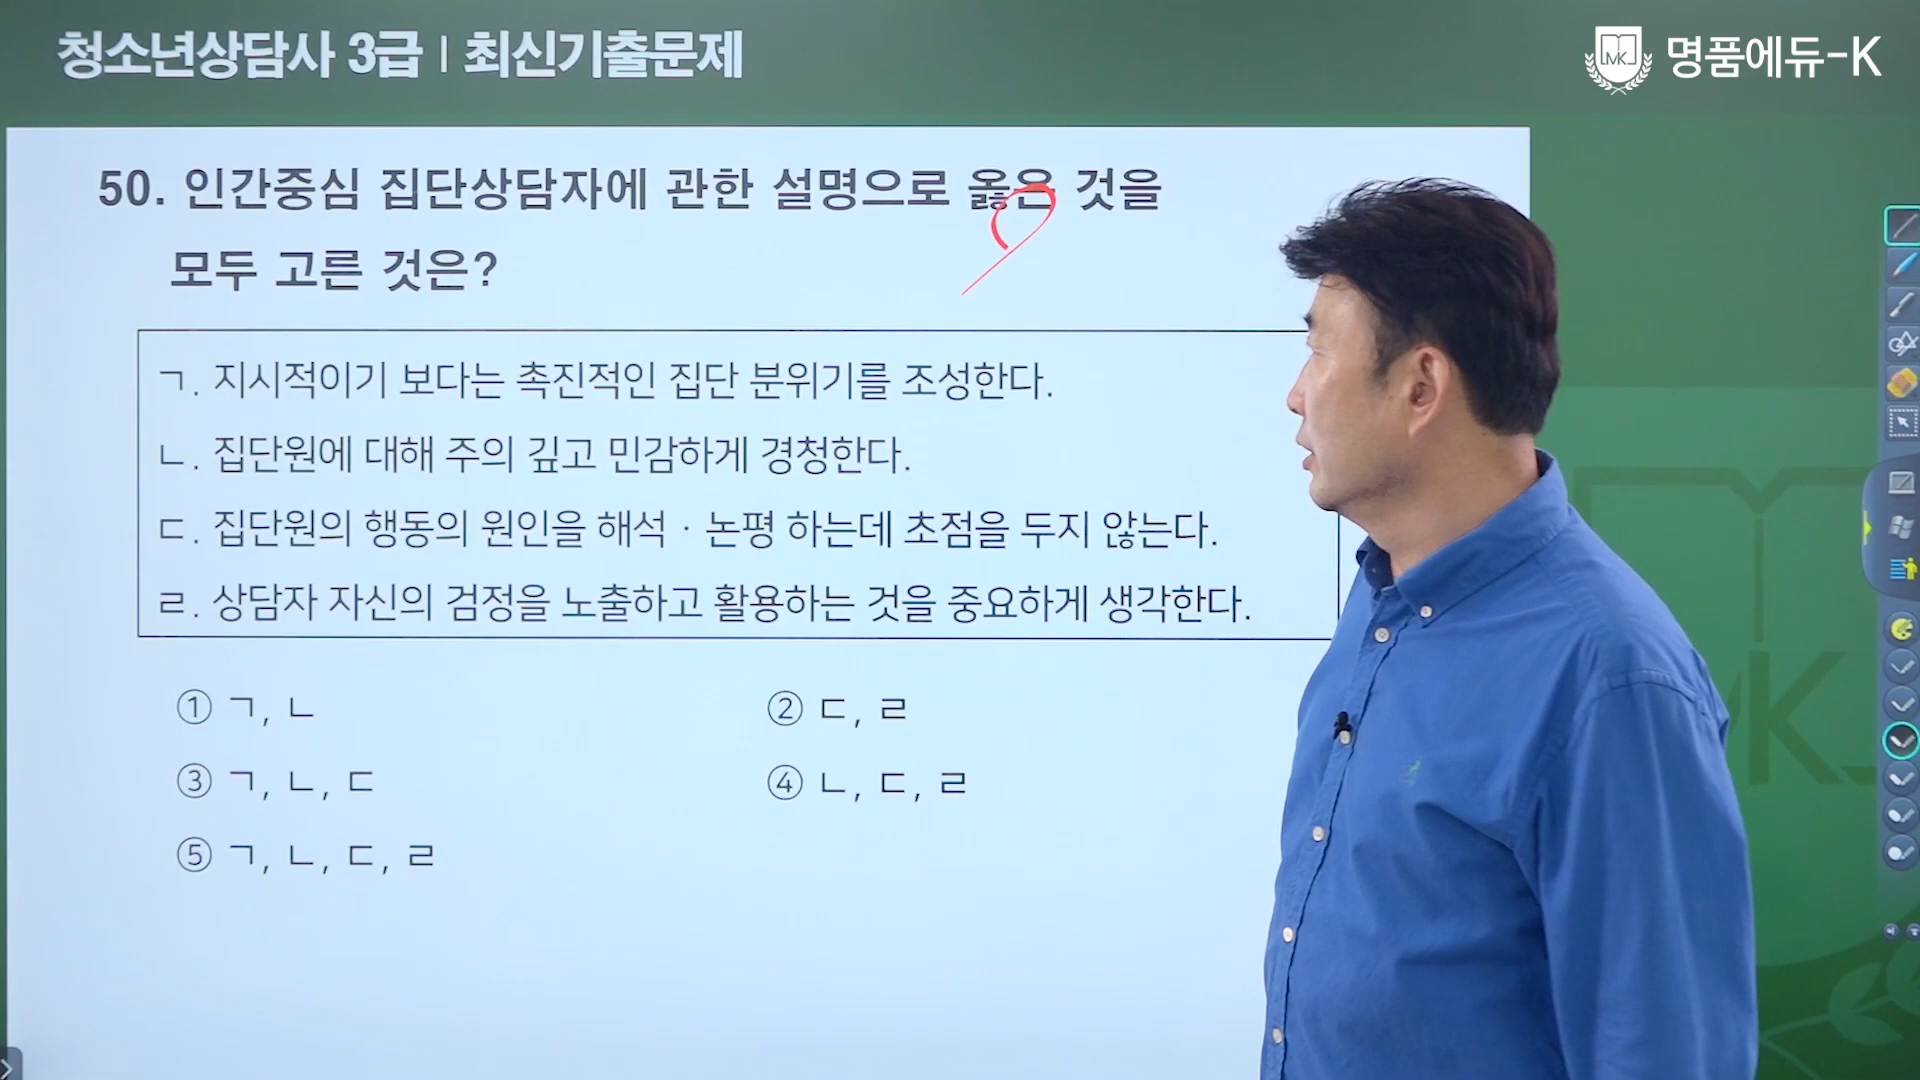 청소년상담사 3급 | 최신기출문제
MK 명품에듀-K
50. 인간중심 집단상담자에 관한 설명으로 옳은 것을
모두 고른 것은?
ㄱ. 지시적이기 보다는 촉진적인 집단 분위기를 조성한다.
ㄴ. 집단원에 대해 주의 깊고 민감하게 경청한다.
ㄷ. 집단원의 행동의 원인을 해석 · 논평 하는데 초점을 두지 않는다.
ㄹ. 상담자 자신의 검정을 노출하고 활용하는 것을 중요하게 생각한다.
① ㄱ, ㄴ
② ㄷ, ㄹ
③ ㄱ, ㄴ, ㄷ
④ ㄴ, ㄷ, ㄹ
⑤ ㄱ, ㄴ, ㄷ, ㄹ